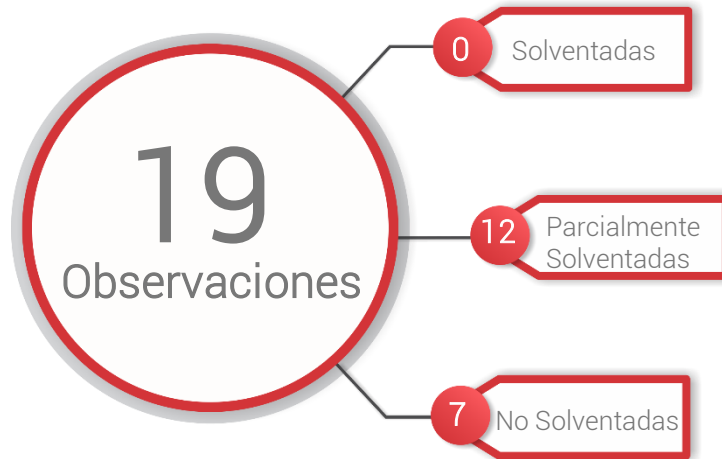 19
Observaciones
0
Solventadas
12
Parcialmente
Solventadas
7
No Solventadas